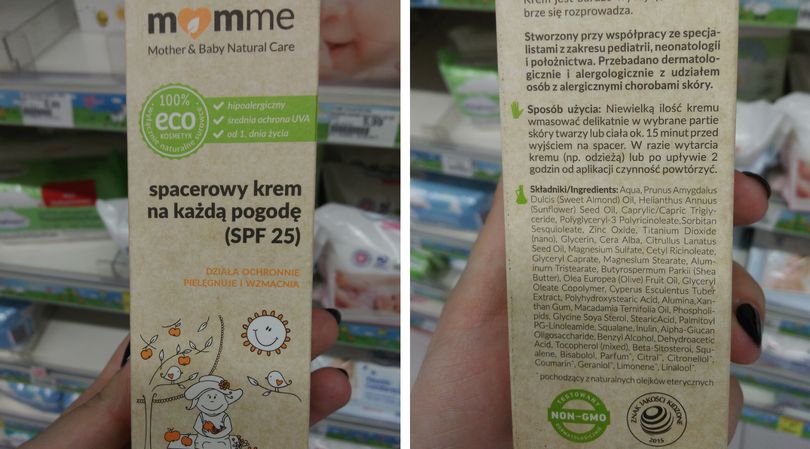 momme
Mother & Baby Natural Care
100%
eco
KOSMETYK
wyłącznie naturalne surowce
hipoalergiczny
średnia ochrona UVA
od 1. dnia życia
spacerowy krem
na każdą pogodę
(SPF 25)
DZIAŁA OCHRONNIE
PIELĘGNUJE I WZMACNIA
brze się rozprowadza.
Stworzony przy współpracy ze specja-
listami z zakresu pediatrii, neonatologii
i położnictwa. Przebadano dermatolo-
gicznie i alergologicznie z udziałem
osób z alergicznymi chorobami skóry.
Sposób użycia: Niewielką ilość kremu
wmasować delikatnie w wybrane partie
skóry twarzy lub ciała ok. 15 minut przed
wyjściem na spacer. W razie wytarcia
kremu (np. odzieżą) lub po upływie 2
godzin od aplikacji czynność powtórzyć.
Składniki/Ingredients: Aqua, Prunus Amygdalus
Dulcis (Sweet Almond) Oil, Helianthus Annuus
(Sunflower) Seed Oil, Caprylic/Capric Trigly-
ceride, Polyglyceryl-3 Polyricinoleate,Sorbitan
Sesquioleate, Zinc Oxide, Titanium Dioxide
(nano), Glycerin, Cera Alba, Citrullus Lanatus
Seed Oil, Magnesium Sulfate, Cetyl Ricinoleate,
Glyceryl Caprate, Magnesium Stearate, Alum-
inum Tristearate, Butyrospermum Parkii (Shea
Butter), Olea Europea (Olive) Fruit Oil, Glyceryl
Oleate Copolymer, Cyperus Esculentus Tuber
Extract, Polyhydroxystearic Acid, Alumina,Xan-
than Gum, Macadamia Ternifolia Oil, Phospholi-
pids, Glycine Soya Sterol, StearicAcid, Palmitoyl
PG-Linoleamide, Squalane, Inulin, Alpha-Glucan
Oligosaccharide, Benzyl Alcohol, Dehydroacetic
Acid, Tocopherol (mixed), Beta-Sitosterol, Squ-
alene, Bisabolol, Parfum*, Citral*, Citronellol*,
Coumarin*, Geraniol*, Limonene*, Linalool*
*pochodzący z naturalnych olejków eterycznych
TESTOWANY
NON-GMO
DERMATOLOGICZNIE
ZNAK JAKOŚCI KIDZONE
2015